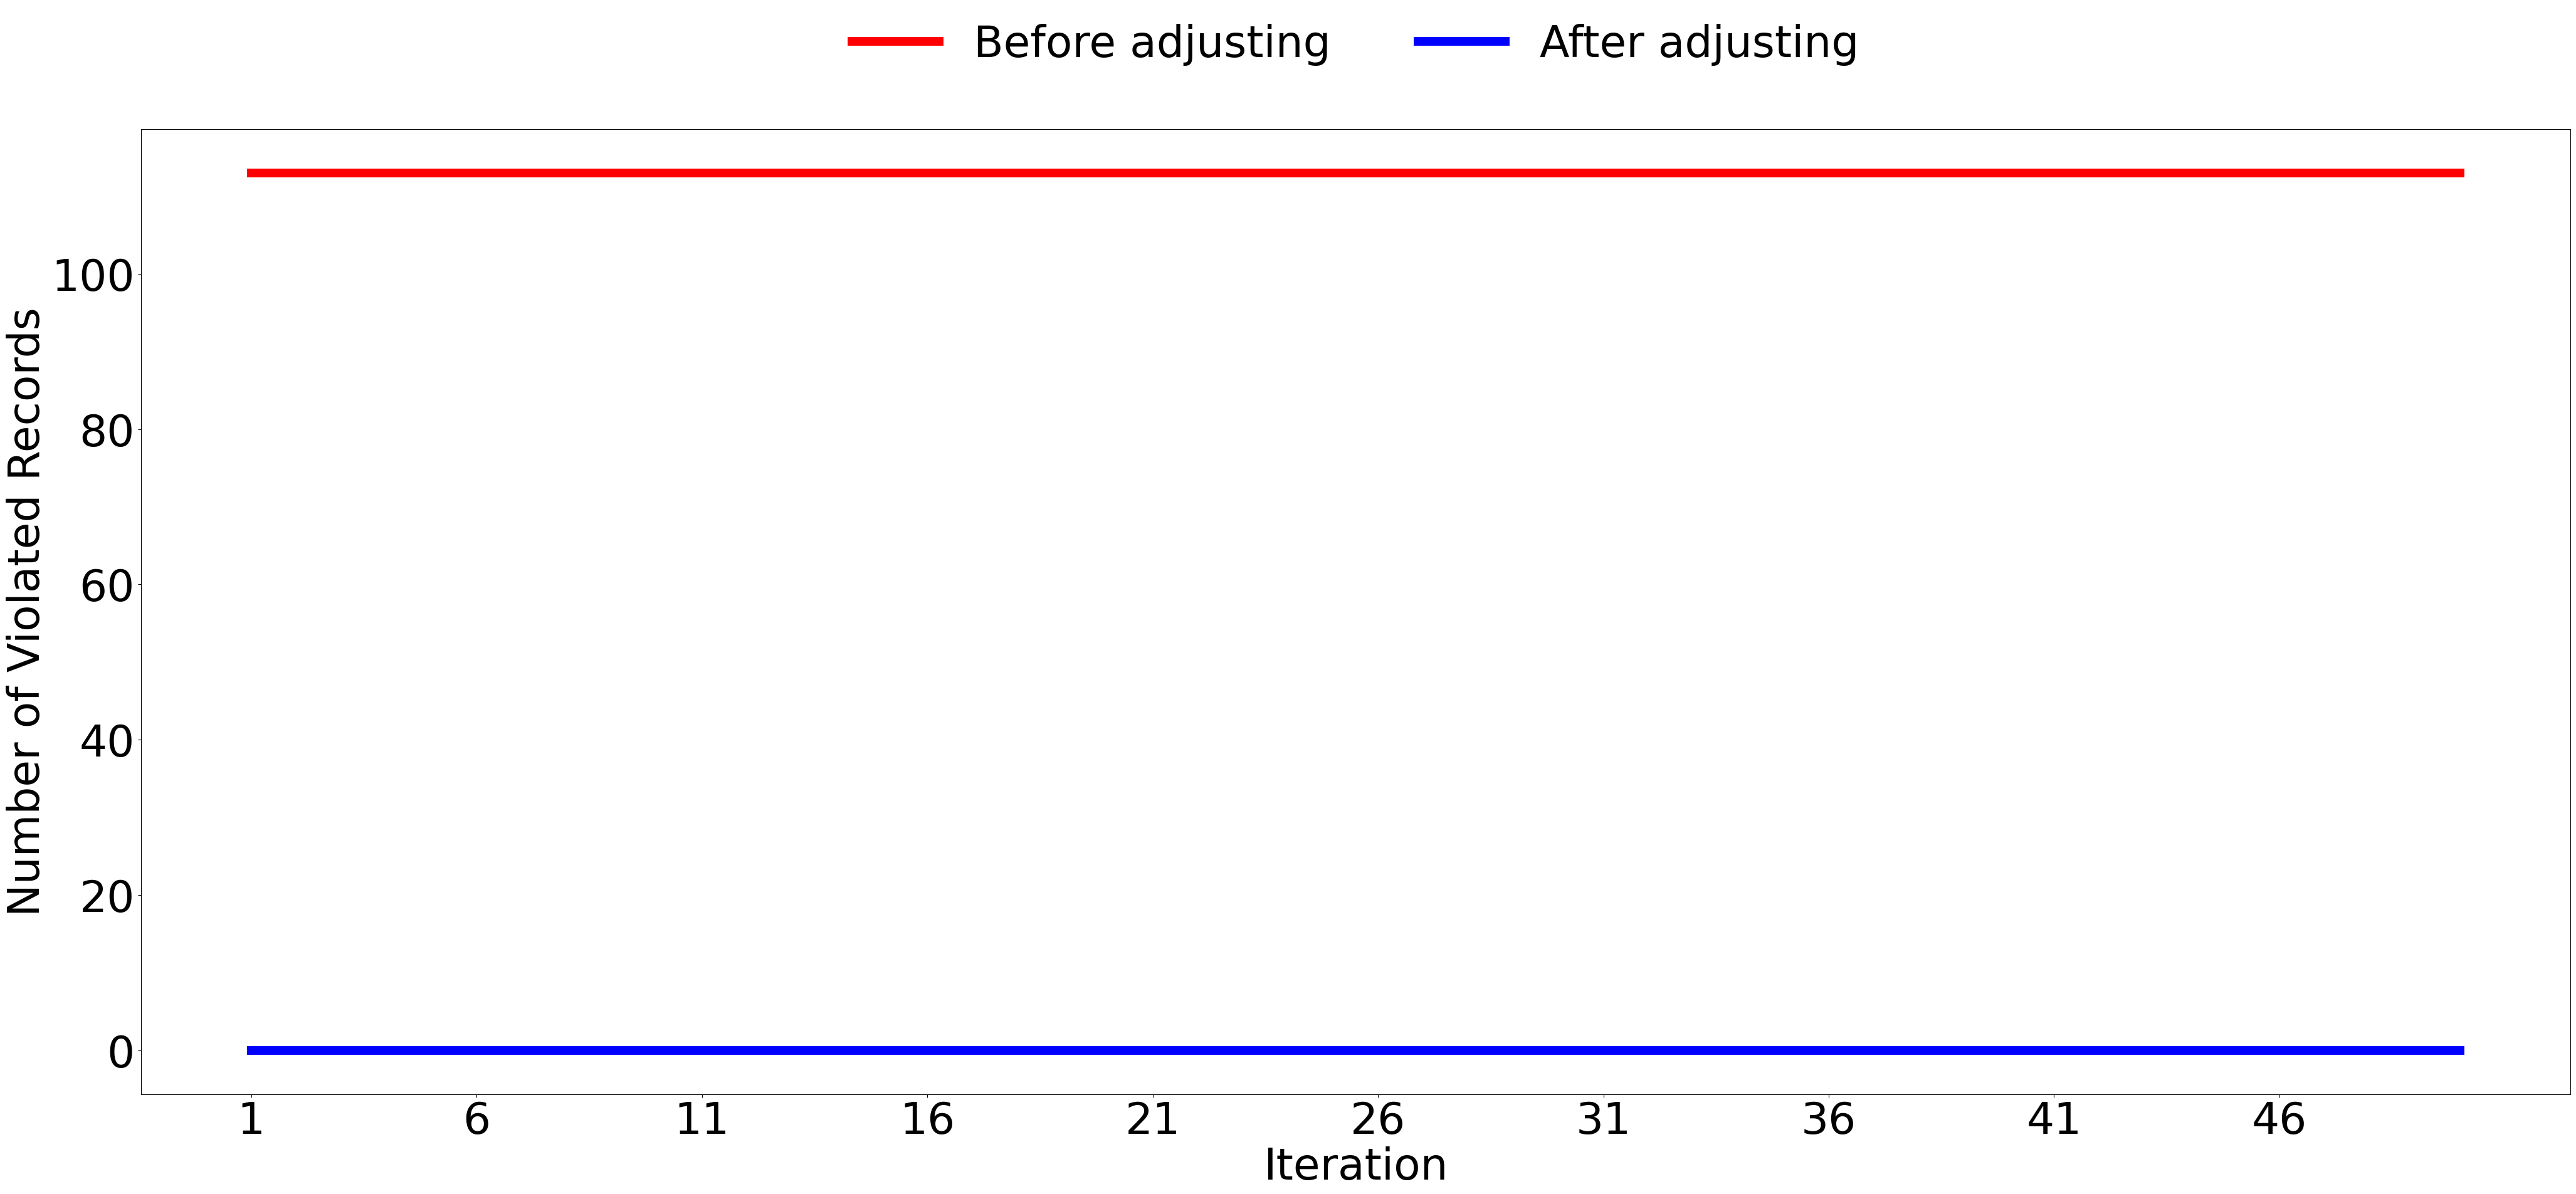 Before adjusting
After adjusting
Number of Violated Records
100
80
60
40
20
0
1 6 11 16 21 26 31 36 41 46
Iteration